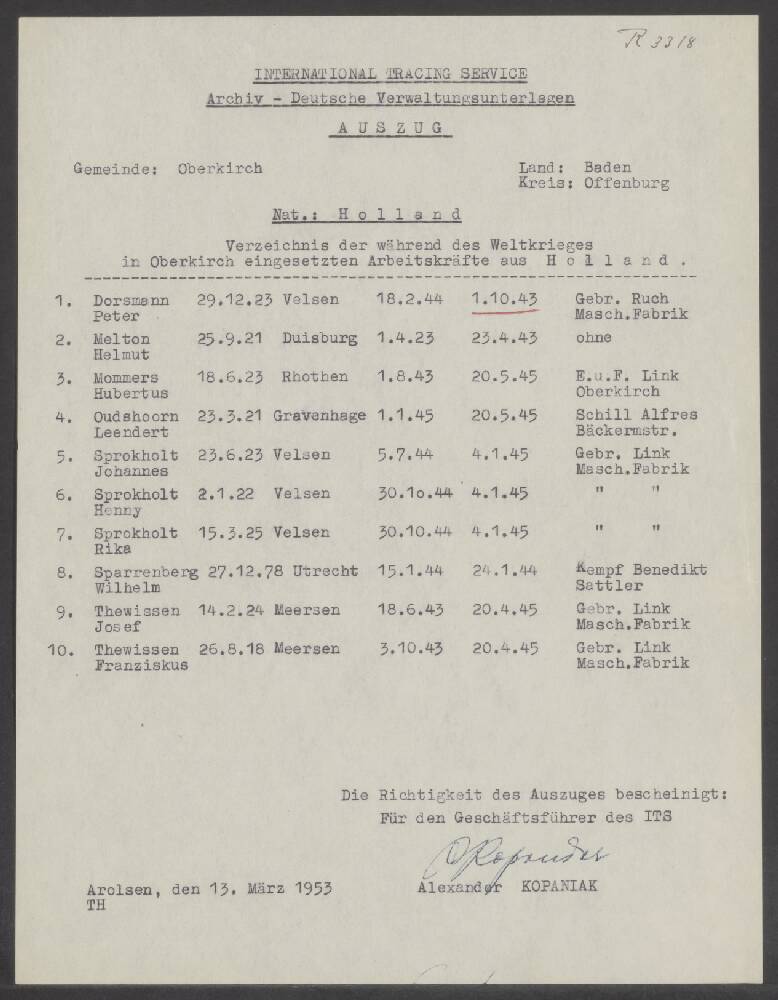 R 3318
INTERNATIONAL TRACING SERVICE
Archiv - Deutsche Verwaltungsunterlagen
A U S Z U G
Gemeinde: Oberkirch Land: Baden
Kreis: Offenburg
Nat.: H o l l a n d
Verzeichnis der während des Weltkrieges
in Oberkirch eingesetzten Arbeitskräfte aus H o l l a n d .
1. Dorsmann 29.12.23 Velsen 18.2.44 1.10.43 Gebr. Ruch
Peter Masch.Fabrik
2. Melton 25.9.21 Duisburg 1.4.23 23.4.43 ohne
Helmut
3. Mommers 18.6.23 Rhothen 1.8.43 20.5.45 E.u.F. Link
Hubertus Oberkirch
4. Oudshoorn 23.3.21 Gravenhage 1.1.45 20.5.45 Schill Alfres
Leendert Bäckermstr.
5. Sprokholt 23.6.23 Velsen 5.7.44 4.1.45 Gebr. Link
Johannes Masch.Fabrik
6. Sprokholt 2.1.22 Velsen 30.1o.44 4.1.45 " "
Henny
7. Sprokholt 15.3.25 Velsen 30.10.44 4.1.45 " "
Rika
8. Sparrenberg 27.12.78 Utrecht 15.1.44 24.1.44 Kempf Benedikt
Wilhelm Sattler
9. Thewissen 14.2.24 Meersen 18.6.43 20.4.45 Gebr. Link
Josef Masch.Fabrik
10. Thewissen 26.8.18 Meersen 3.10.43 20.4.45 Gebr. Link
Franziskus Masch.Fabrik
Die Richtigkeit des Auszuges bescheinigt:
Für den Geschäftsführer des ITS
Arolsen, den 13. März 1953 Alexander KOPANIAK
TH